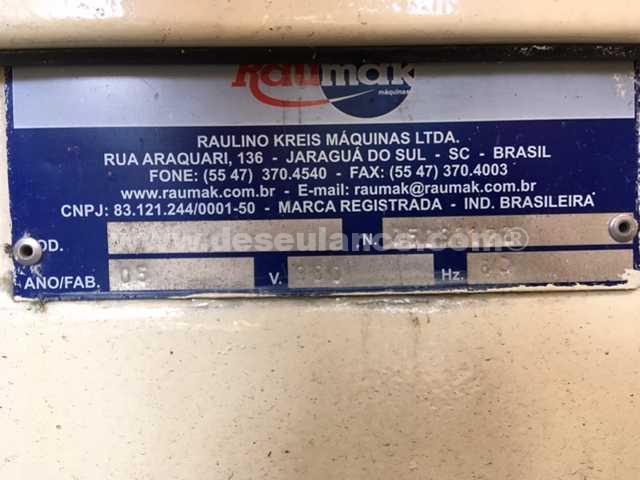 Raumak
máquinas
RAULINO KREIS MÁQUINAS LTDA.
RUA ARAQUARI, 136 - JARAGUÁ DO SUL - SC - BRASIL
FONE: (55 47) 370.4540 - FAX: (55 47) 370.4003
www.raumak.com.br - E-mail: raumak@raumak.com.br
CNPJ: 83.121.244/0001-50 - MARCA REGISTRADA - IND. BRASILEIRA
OD. N.
www.deseulance.com®
ANO/FAB. 05 V. Hz.